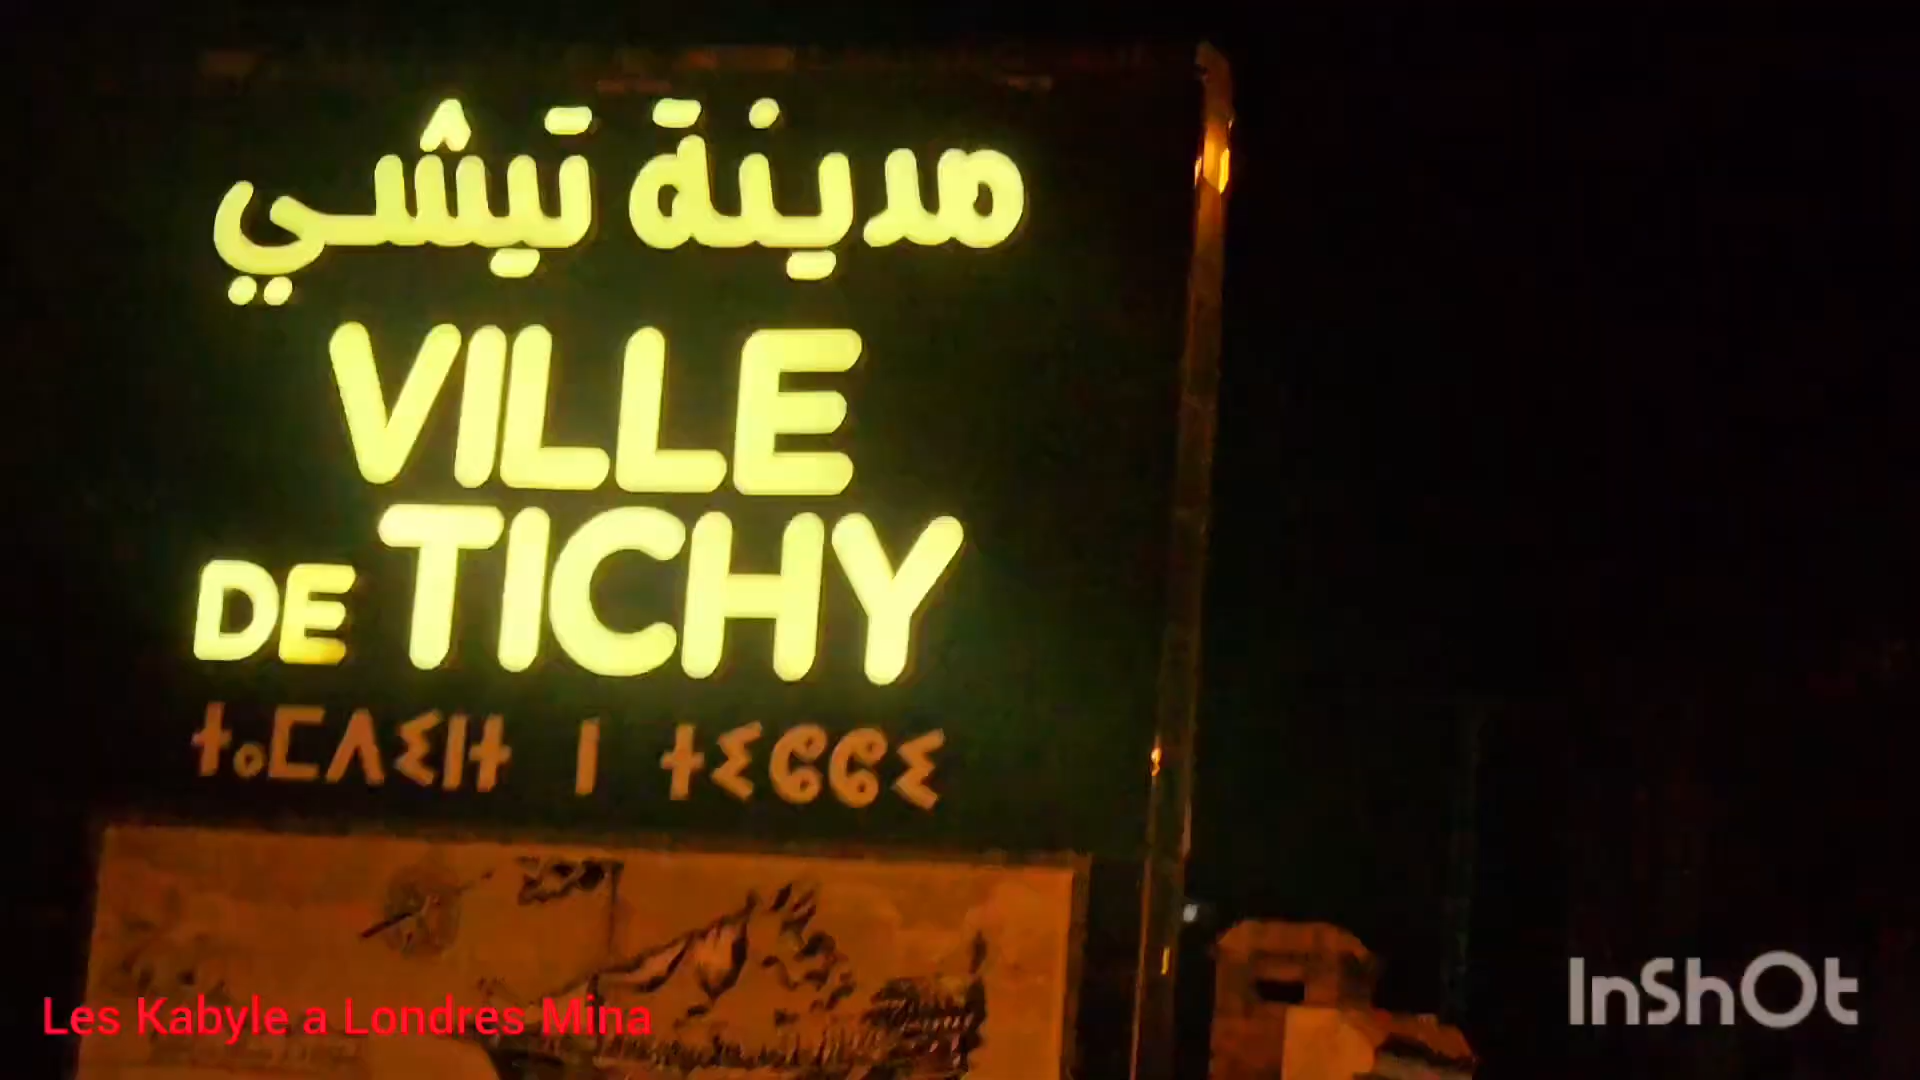 مدينة تيشي
VILLE
DE TICHY
ⵜⴰⵎⴷⵉⵏⵜ ⵏ ⵜⵉⵛⵛⵉ
Les Kabyle a Londres Mina
InShOt